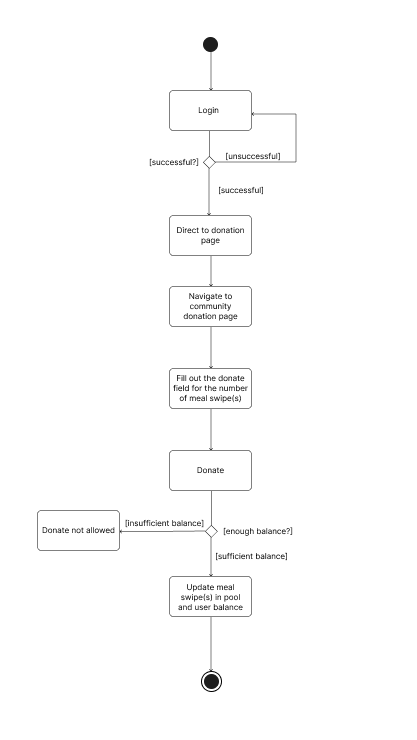 Login
[unsuccessful]
[successful?]
[successful]
Direct to donation
page
Navigate to
community
donation page
Fill out the donate
field for the number
of meal swipe(s)
Donate
[insufficient balance]
Donate not allowed
[enough balance?]
[sufficient balance]
Update meal
swipe(s) in pool
and user balance